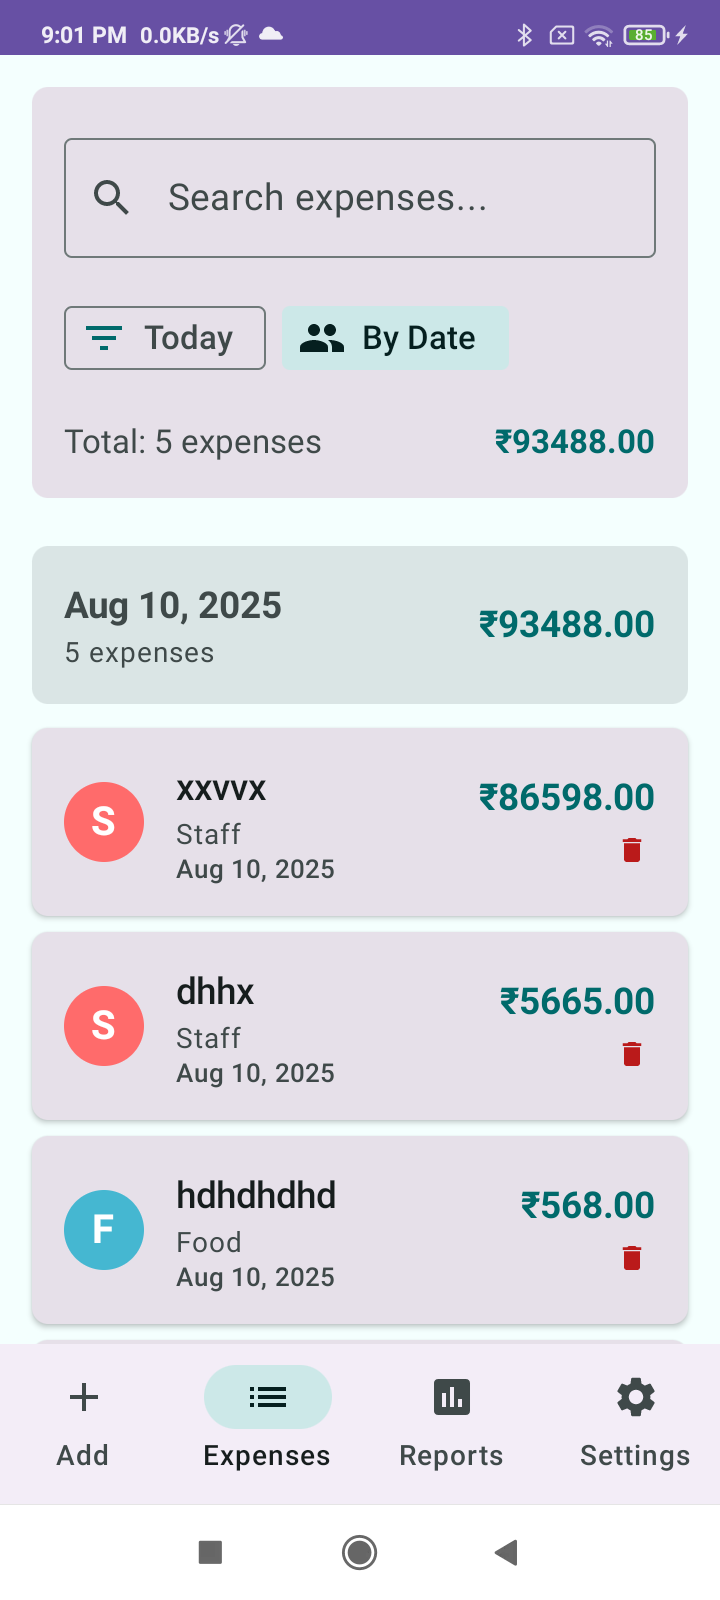 9:01 PM 0.0KB/s 85
Search expenses...
Today By Date
Total: 5 expenses ₹93488.00
Aug 10, 2025 ₹93488.00
5 expenses
S xxvvx ₹86598.00
Staff
Aug 10, 2025
S dhhx ₹5665.00
Staff
Aug 10, 2025
F hdhdhdhd ₹568.00
Food
Aug 10, 2025
Add Expenses Reports Settings